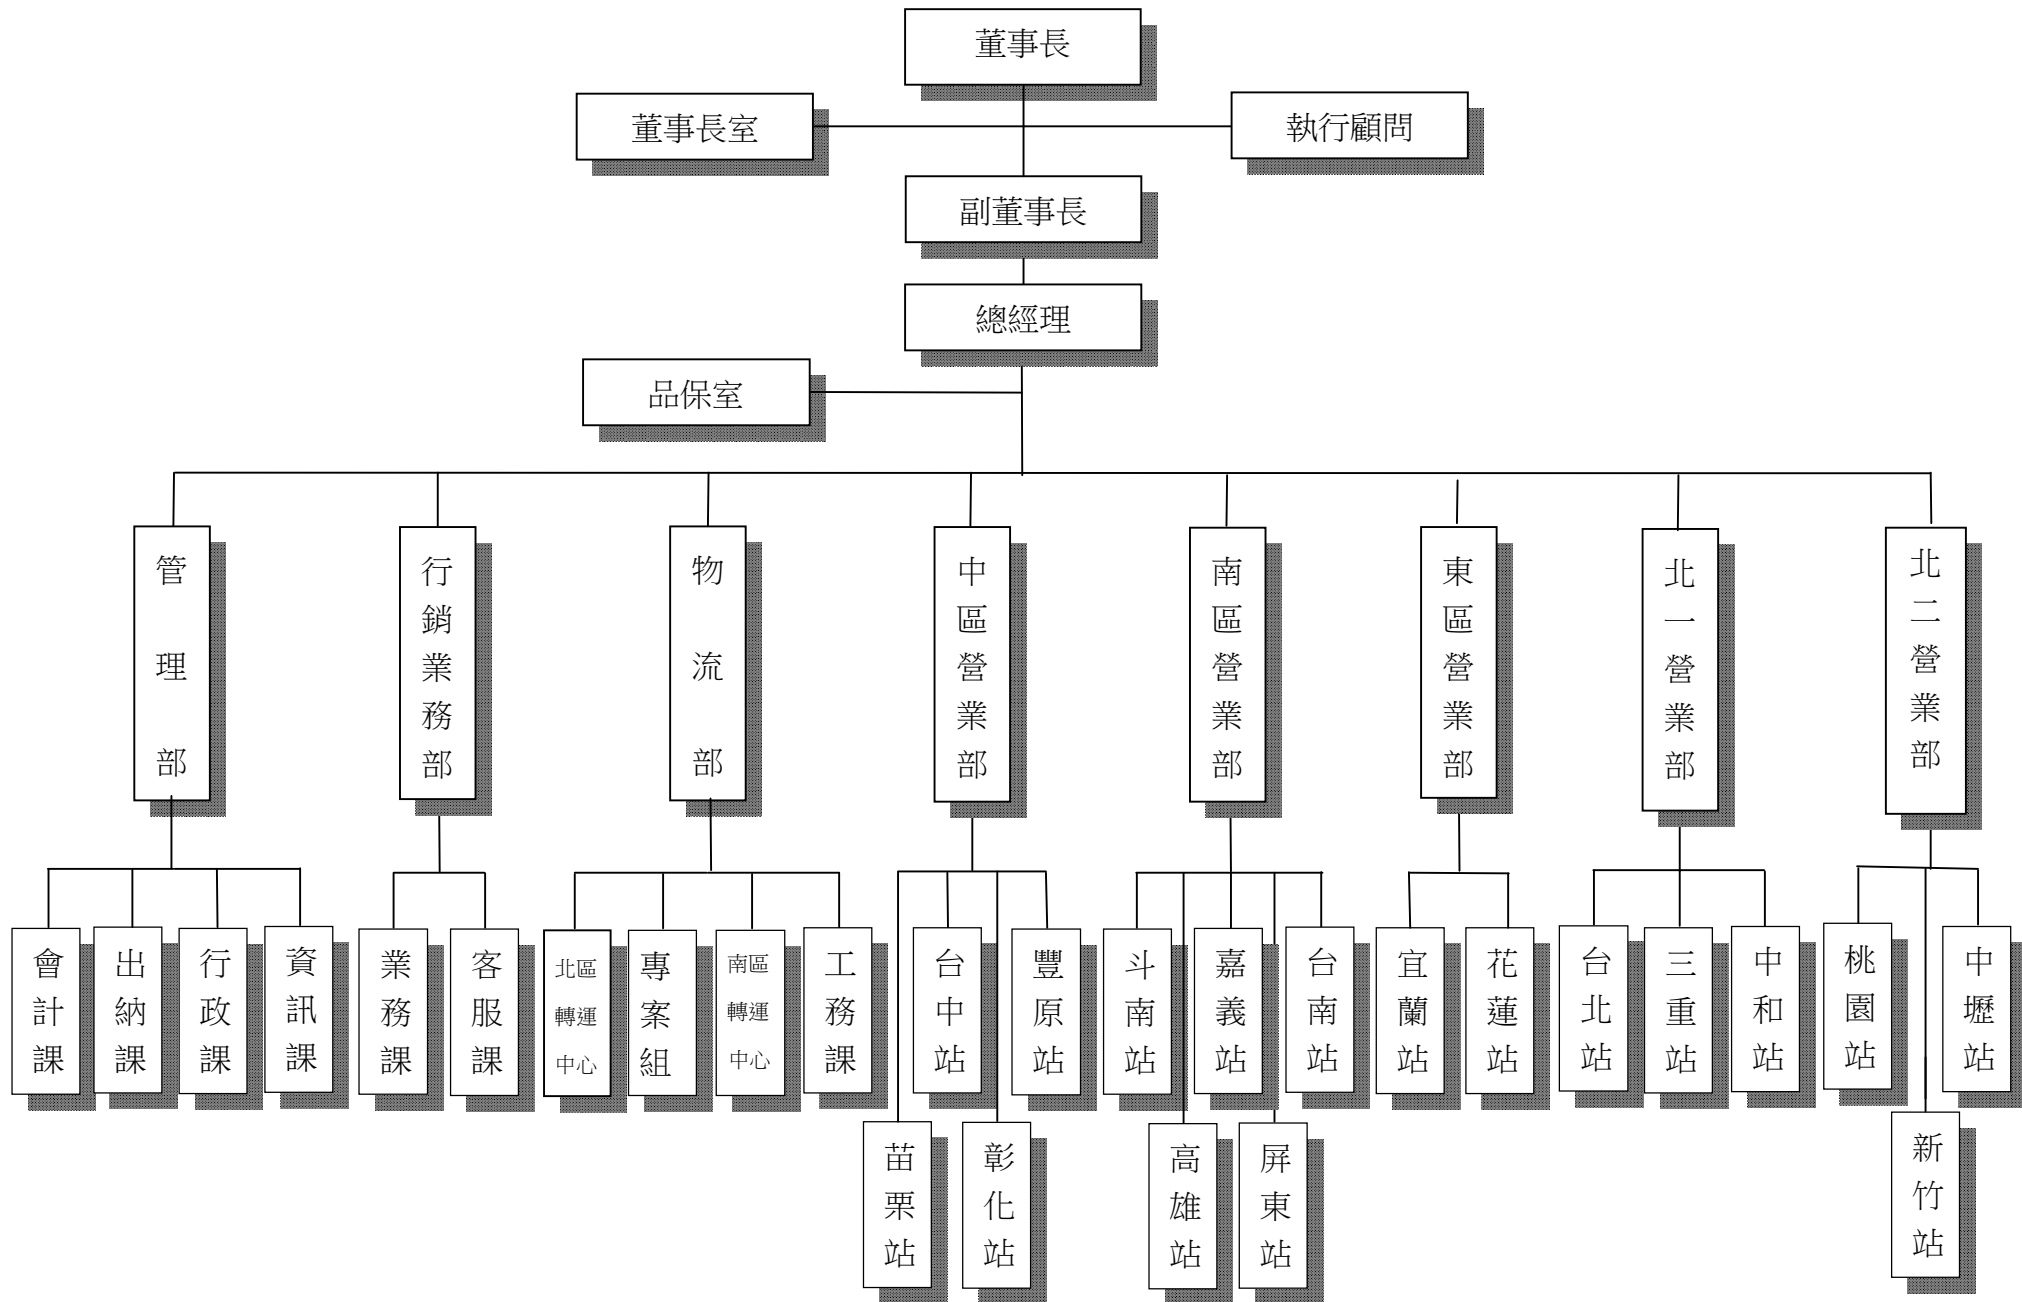 董事長
董事長室
執行顧問
副董事長
總經理
品保室
管理部
行銷業務部
物流部
中區營業部
南區營業部
東區營業部
北一營業部
北二營業部
會計課
出納課
行政課
資訊課
業務課
客服課
北區
轉運
中心
專案組
南區
轉運
中心
工務課
台中站
豐原站
斗南站
嘉義站
台南站
宜蘭站
花蓮站
台北站
三重站
中和站
桃園站
中壢站
苗栗站
彰化站
高雄站
屏東站
新竹站